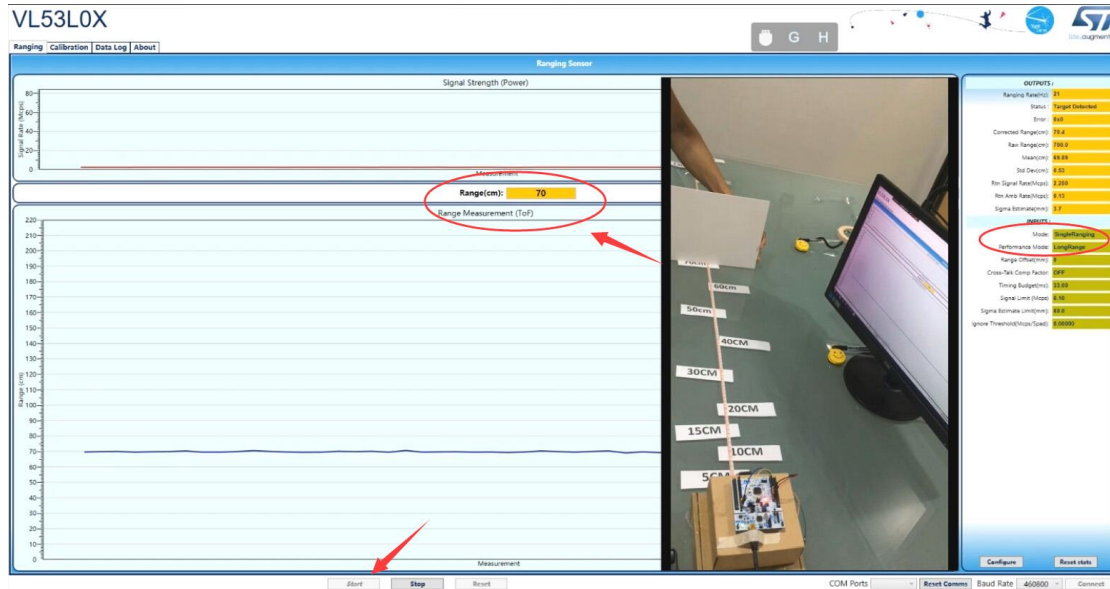 VL53L0X
G H
life.augment
Ranging Calibration Data Log About
Ranging Sensor
Signal Strength (Power)
Signal Rate (Mcps)
80
60
40
20
0
Measurement
Range(cm): 70
Range Measurement (ToF)
Range (cm)
220
210
200
190
180
170
160
150
140
130
120
110
100
90
80
70
60
50
40
30
20
10
0
Measurement
70cm
60cm
50cm
40CM
30CM
20CM
15CM
10CM
5CM
OUTPUTS :
Ranging Rate(Hz): 21
Status : Target Detected
Error : 0x0
Corrected Range(cm): 70.4
Raw Range(cm): 700.0
Mean(cm): 69.89
Std Dev(cm): 0.53
Rtn Signal Rate(Mcps): 2.250
Rtn Amb Rate(Mcps): 0.13
Sigma Estimate(mm): 3.7
INPUTS :
Mode: SingleRanging
Performance Mode: LongRange
Range Offset(mm): 0
Cross-Talk Comp Factor: OFF
Timing Budget(ms): 33.00
Signal Limit (Mcps) 0.10
Sigma Estimate Limit(mm): 60.0
Ignore Threshold(Mcps/Spad): 0.00000
Configure Reset stats
Start Stop Reset
COM Ports Reset Comms Baud Rate 460800 Connect